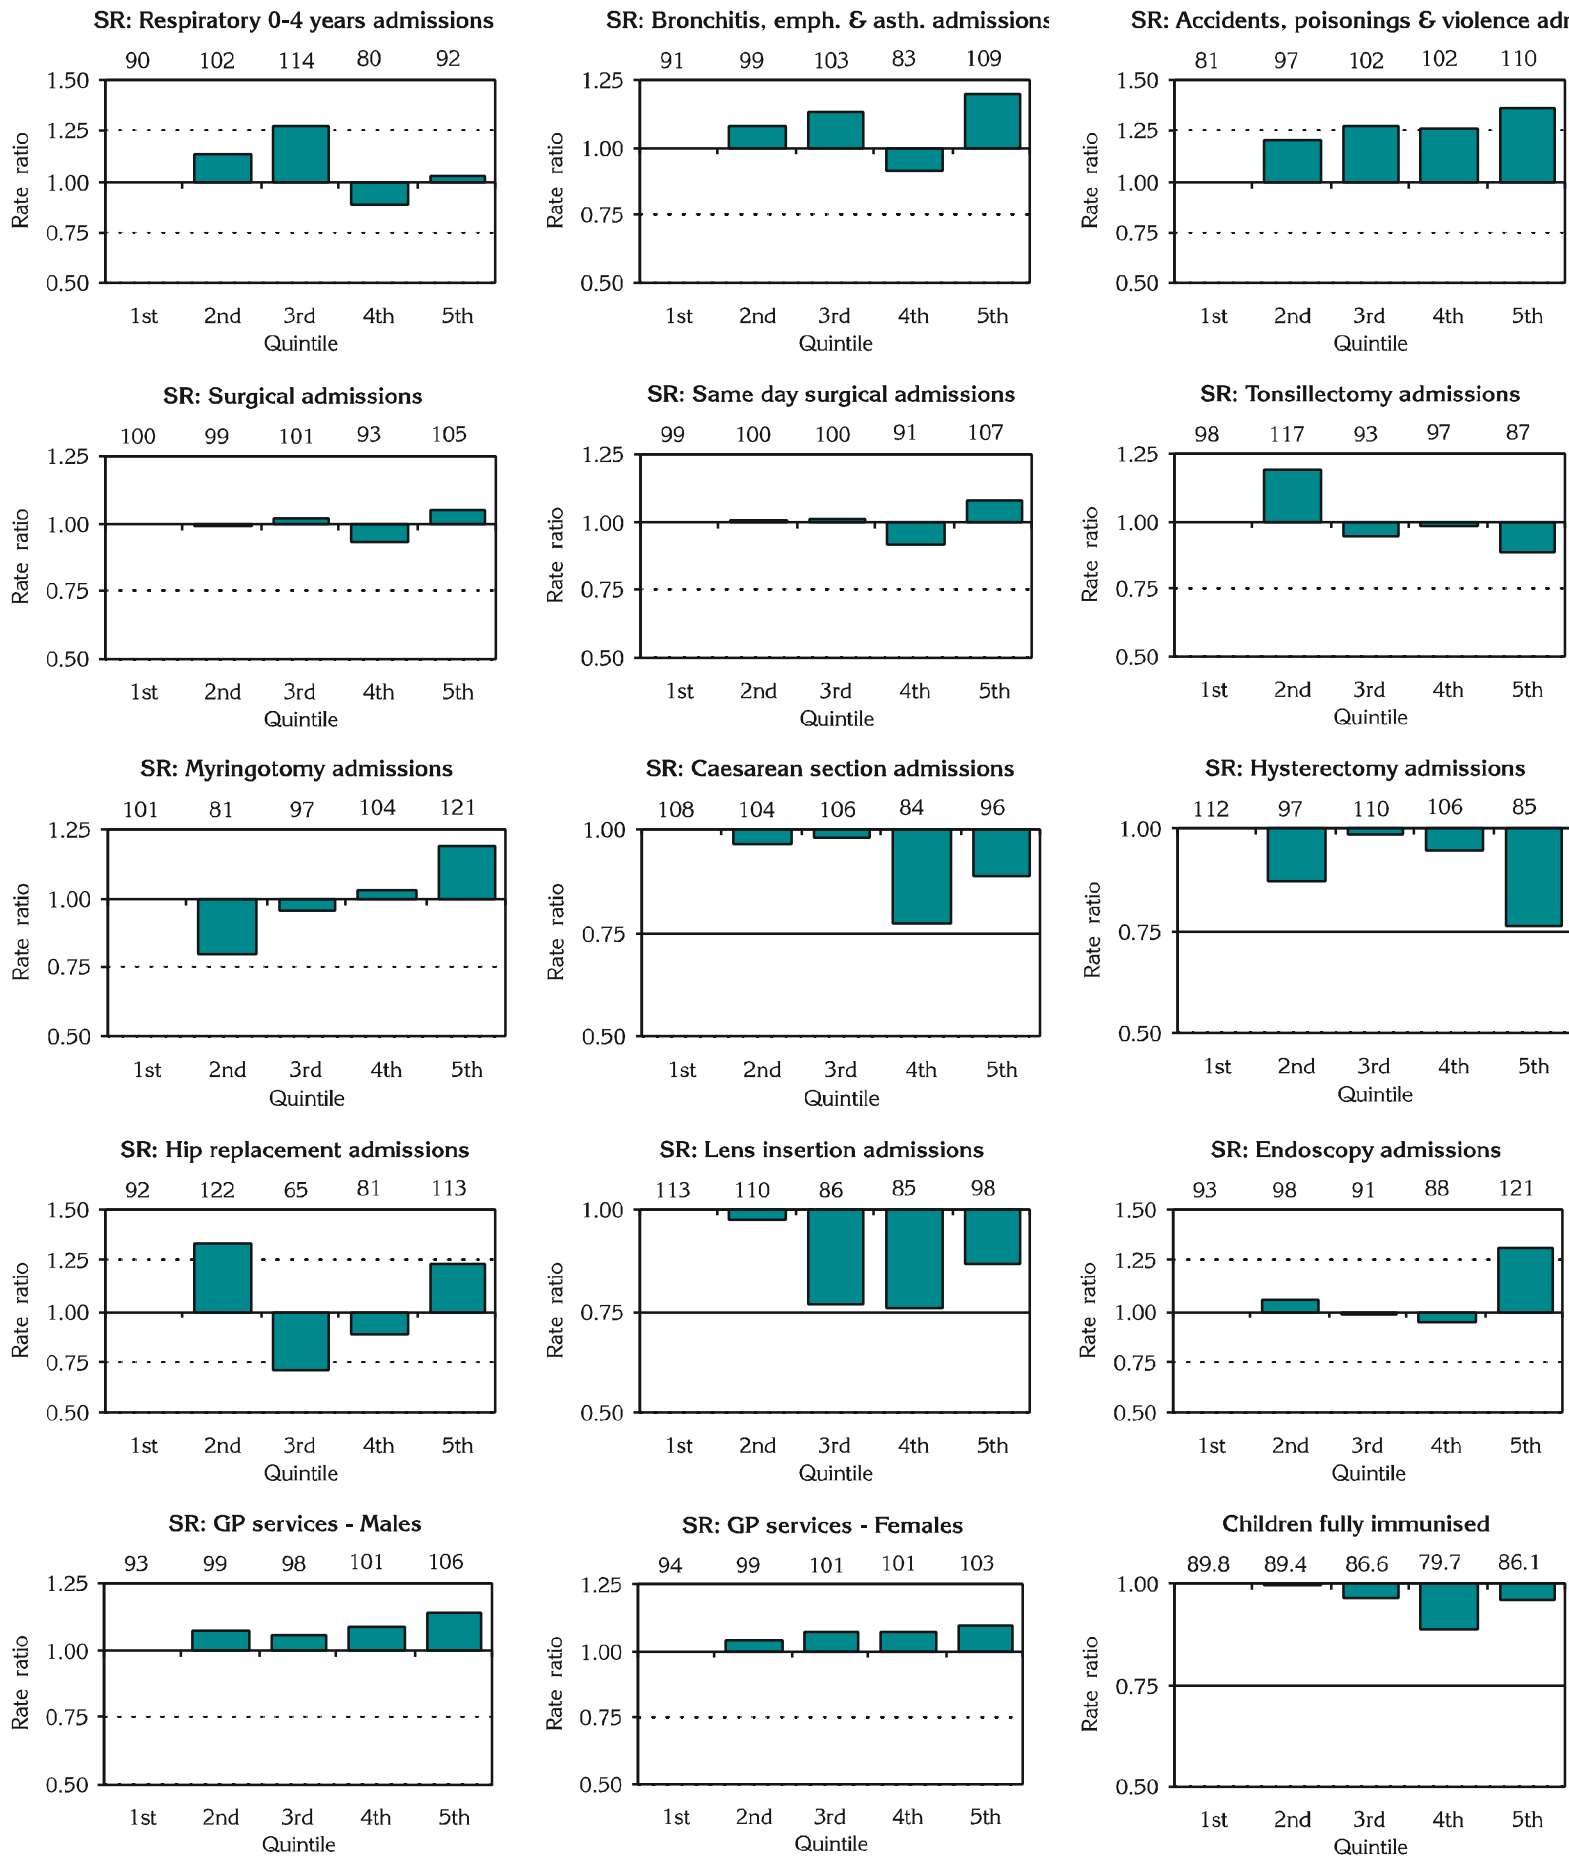 SR: Respiratory 0-4 years admissions
90 102 114 80 92
1.50
1.25
1.00
0.75
0.50
Rate ratio
1st 2nd 3rd 4th 5th
Quintile
SR: Bronchitis, emph. & asth. admissions
91 99 103 83 109
1.25
1.00
0.75
0.50
Rate ratio
1st 2nd 3rd 4th 5th
Quintile
SR: Accidents, poisonings & violence adr
81 97 102 102 110
1.50
1.25
1.00
0.75
0.50
Rate ratio
1st 2nd 3rd 4th 5th
Quintile
SR: Surgical admissions
100 99 101 93 105
1.25
1.00
0.75
0.50
Rate ratio
1st 2nd 3rd 4th 5th
Quintile
SR: Same day surgical admissions
99 100 100 91 107
1.25
1.00
0.75
0.50
Rate ratio
1st 2nd 3rd 4th 5th
Quintile
SR: Tonsillectomy admissions
98 117 93 97 87
1.25
1.00
0.75
0.50
Rate ratio
1st 2nd 3rd 4th 5th
Quintile
SR: Myringotomy admissions
101 81 97 104 121
1.25
1.00
0.75
0.50
Rate ratio
1st 2nd 3rd 4th 5th
Quintile
SR: Caesarean section admissions
108 104 106 84 96
1.00
0.75
0.50
Rate ratio
1st 2nd 3rd 4th 5th
Quintile
SR: Hysterectomy admissions
112 97 110 106 85
1.00
0.75
0.50
Rate ratio
1st 2nd 3rd 4th 5th
Quintile
SR: Hip replacement admissions
92 122 65 81 113
1.50
1.25
1.00
0.75
0.50
Rate ratio
1st 2nd 3rd 4th 5th
Quintile
SR: Lens insertion admissions
113 110 86 85 98
1.00
0.75
0.50
Rate ratio
1st 2nd 3rd 4th 5th
Quintile
SR: Endoscopy admissions
93 98 91 88 121
1.50
1.25
1.00
0.75
0.50
Rate ratio
1st 2nd 3rd 4th 5th
Quintile
SR: GP services - Males
93 99 98 101 106
1.25
1.00
0.75
0.50
Rate ratio
1st 2nd 3rd 4th 5th
Quintile
SR: GP services - Females
94 99 101 101 103
1.25
1.00
0.75
0.50
Rate ratio
1st 2nd 3rd 4th 5th
Quintile
Children fully immunised
89.8 89.4 86.6 79.7 86.1
1.00
0.75
0.50
Rate ratio
1st 2nd 3rd 4th 5th
Quintile